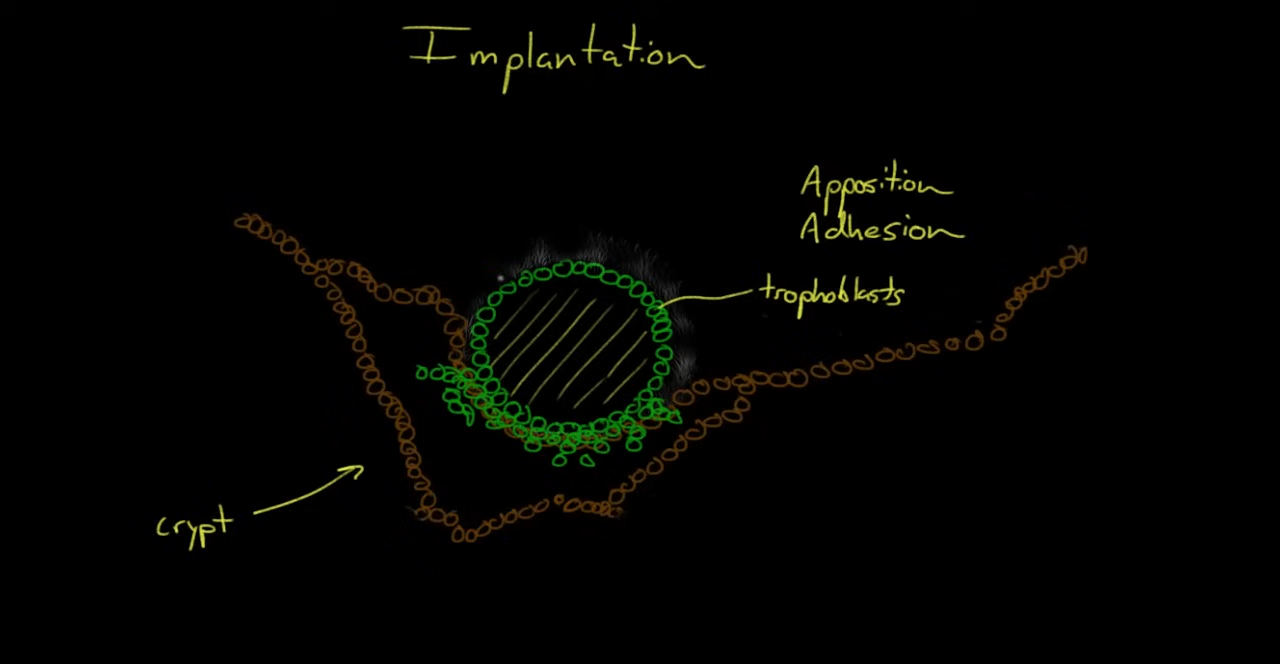 Implantation
Apposition
Adhesion
trophoblasts
crypt